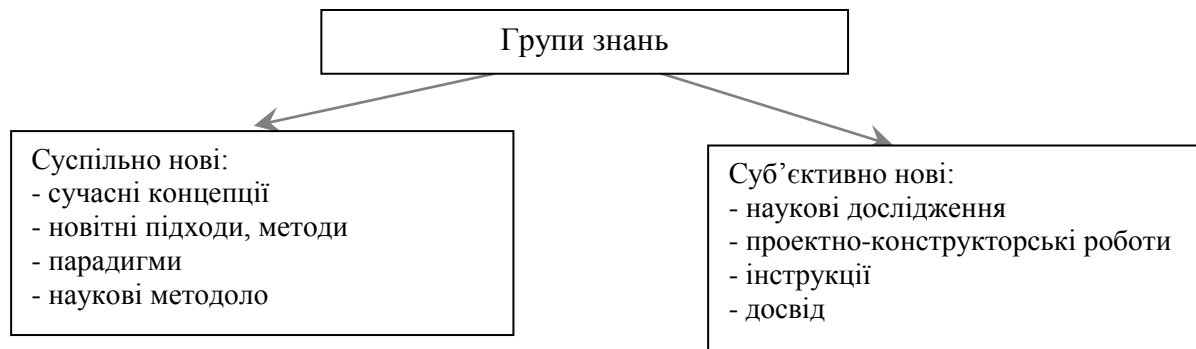 Групи знань
Суспільно нові:
- сучасні концепції
- новітні підходи, методи
- парадигми
- наукові методоло
Суб’єктивно нові:
- наукові дослідження
- проектно-конструкторські роботи
- інструкції
- досвід